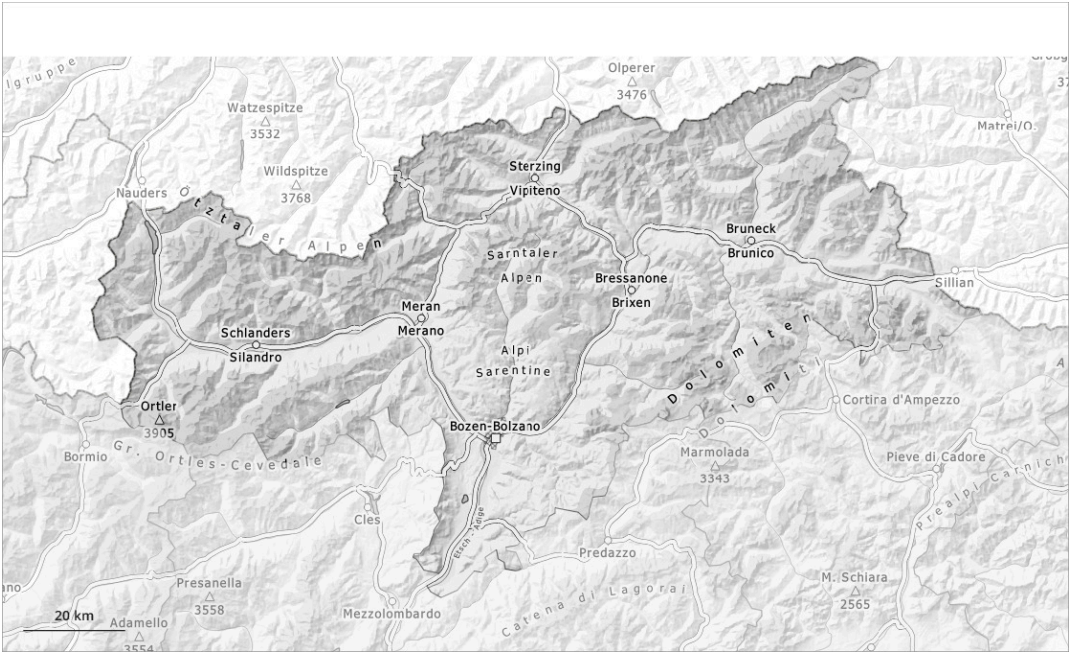 lgruppe
Olperer
3476
Watzespitze
3532
Matrei/O.
Sterzing
Vipiteno
Wildspitze
3768
Nauders
Ötztaler Alpen
Bruneck
Brunico
Sarntaler
Alpen
Bressanone
Brixen
Sillian
Meran
Merano
Schlanders
Silandro
Alpi
Sarentine
Dolomiten
Dolomiti
Ortler
3905
Cortina d'Ampezzo
Bozen-Bolzano
Gr. Ortles-Cevedale
Bormio
Marmolada
3343
Pieve di Cadore
Prealpi Carnich
Cles
Etsch - Adige
Predazzo
Presanella
3558
M. Schiara
2565
Catena di Lagorai
Mezzolombardo
ano
20 km
Adamello
3554